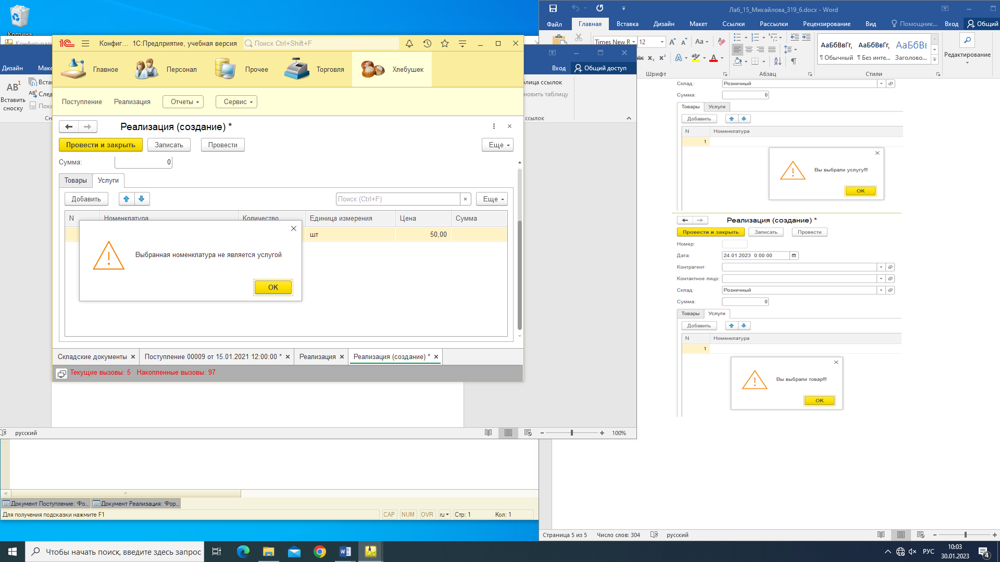 Корзина
Конфигуратор
Конфиг... 1С:Предприятие, учебная версия
Поиск Ctrl+Shift+F
Главное
Персонал
Прочее
Торговля
Хлебушек
Поступление
Реализация
Отчеты
Сервис
Реализация (создание) *
Провести и закрыть
Записать
Провести
Еще
Сумма:
0
Товары
Услуги
Добавить
Поиск (Ctrl+F)
Еще
N
Номенклатура
Количество
Единица измерения
Цена
Сумма
шт
50,00
Выбранная номенклатура не является услугой
OK
Складские документы
Поступление 00009 от 15.01.2021 12:00:00 *
Реализация
Реализация (создание) *
Текущие вызовы: 5 Накопленные вызовы: 97
Дизайн
Маке
AB1
Вставить
сноску
Вста
След
Пока
Сн
Вход
Общий доступ
блица ссылок
новить таблицу
ссылок
русский
100%
Документ Поступление: Фо...
Документ Реализация: Фор...
Для получения подсказки нажмите F1
CAP
NUM
OVR
ru
Стр: 1
Кол: 1
Лаб_15_Михайлова_319_6.docx - Word
Файл
Главная
Вставка
Дизайн
Макет
Ссылки
Рассылки
Рецензирование
Вид
Помощник...
Вход
Общий
Times New R
12
Aa
abc
x₂
x²
Шрифт
Абзац
АаБбВвГг,
¶ Обычный
АаБбВвГг,
¶ Без инте...
АаБбВв
Заголово...
Стили
Редактирование
Склад:
Розничный
Сумма:
0
Товары
Услуги
Добавить
N
Номенклатура
1
Вы выбрали услугу!!!
OK
Реализация (создание) *
Провести и закрыть
Записать
Провести
Номер:
Дата:
24.01.2023 0:00:00
Контрагент:
Контактное лицо:
Склад:
Розничный
Сумма:
0
Товары
Услуги
Добавить
N
Номенклатура
1
Вы выбрали товар!!!
OK
Страница 5 из 5
Число слов: 304
русский
Чтобы начать поиск, введите здесь запрос
РУС
10:03
30.01.2023
4